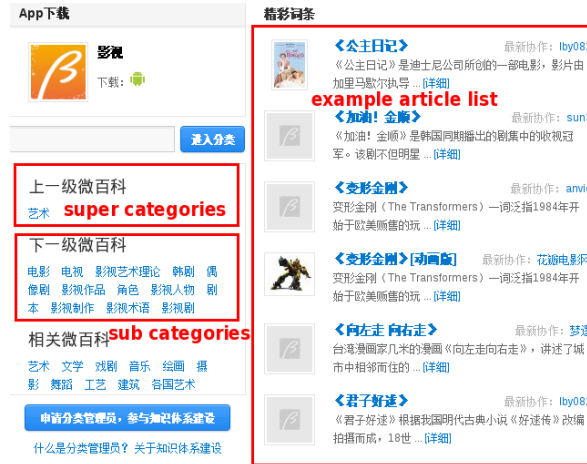 App下载
影视
下载:
进入分类
上一级微百科
艺术
super categories
下一级微百科
电影 电视 影视艺术理论 韩剧 偶
像剧 影视作品 角色 影视人物 剧
本 影视制作 影视术语 影视剧
sub categories
相关微百科
艺术 文学 戏剧 音乐 绘画 摄
影 舞蹈 工艺 建筑 各国艺术
申请分类管理员，参与知识体系建设
什么是分类管理员? 关于知识体系建设
精彩词条
《公主日记》 最新协作: lby08
《公主日记》是迪士尼公司所创的一部电影，影片由
加里马歇尔执导 ... [详细]
example article list
《加油！金顺》 最新协作: sun
《加油！金顺》是韩国同期播出的剧集中的收视冠
军。该剧不但明星 ... [详细]
《变形金刚》 最新协作: anvi
变形金刚（The Transformers）一词泛指1984年开
始于欧美贩售的玩 ... [详细]
《变形金刚》[动画版] 最新协作: 花瓣电影网
变形金刚（The Transformers）一词泛指1984年开
始于欧美贩售的玩 ... [详细]
《向左走 向右走》 最新协作: 梦
台湾漫画家几米的漫画《向左走向右走》，讲述了城
市中相邻而住的 ... [详细]
《君子好逑》 最新协作: lby08
《君子好逑》根据我国明代古典小说《好逑传》改编
拍摄而成，18世 ... [详细]